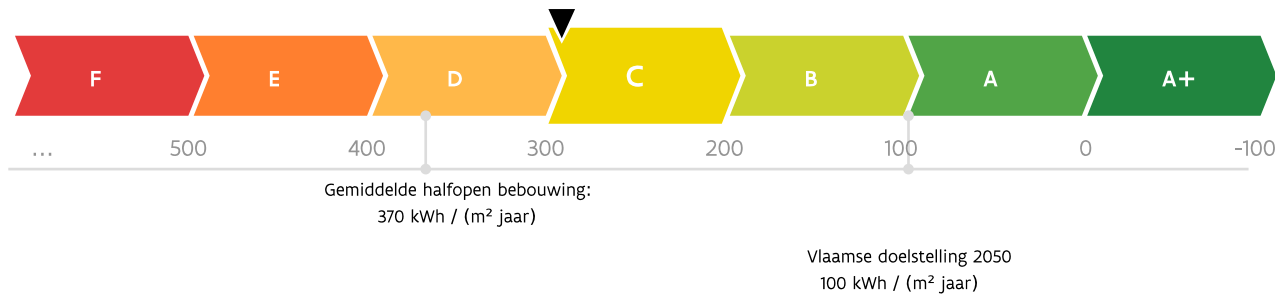 F E D C B A A+
... 500 400 300 200 100 0 -100
Gemiddelde halfopen bebouwing:
370 kWh / (m² jaar)
Vlaamse doelstelling 2050
100 kWh / (m² jaar)